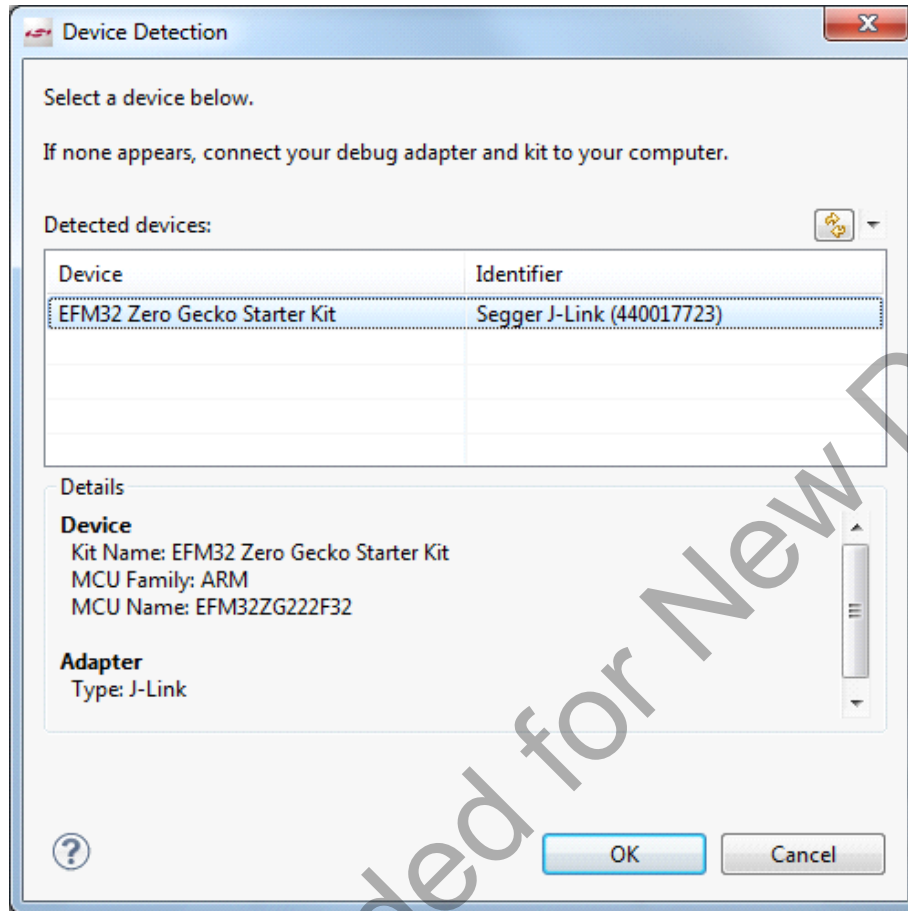 Device Detection
Select a device below.
If none appears, connect your debug adapter and kit to your computer.
Detected devices:
Device Identifier
EFM32 Zero Gecko Starter Kit Segger J-Link (440017723)
Details
Device
Kit Name: EFM32 Zero Gecko Starter Kit
MCU Family: ARM
MCU Name: EFM32ZG222F32
Adapter
Type: J-Link
OK Cancel
for New